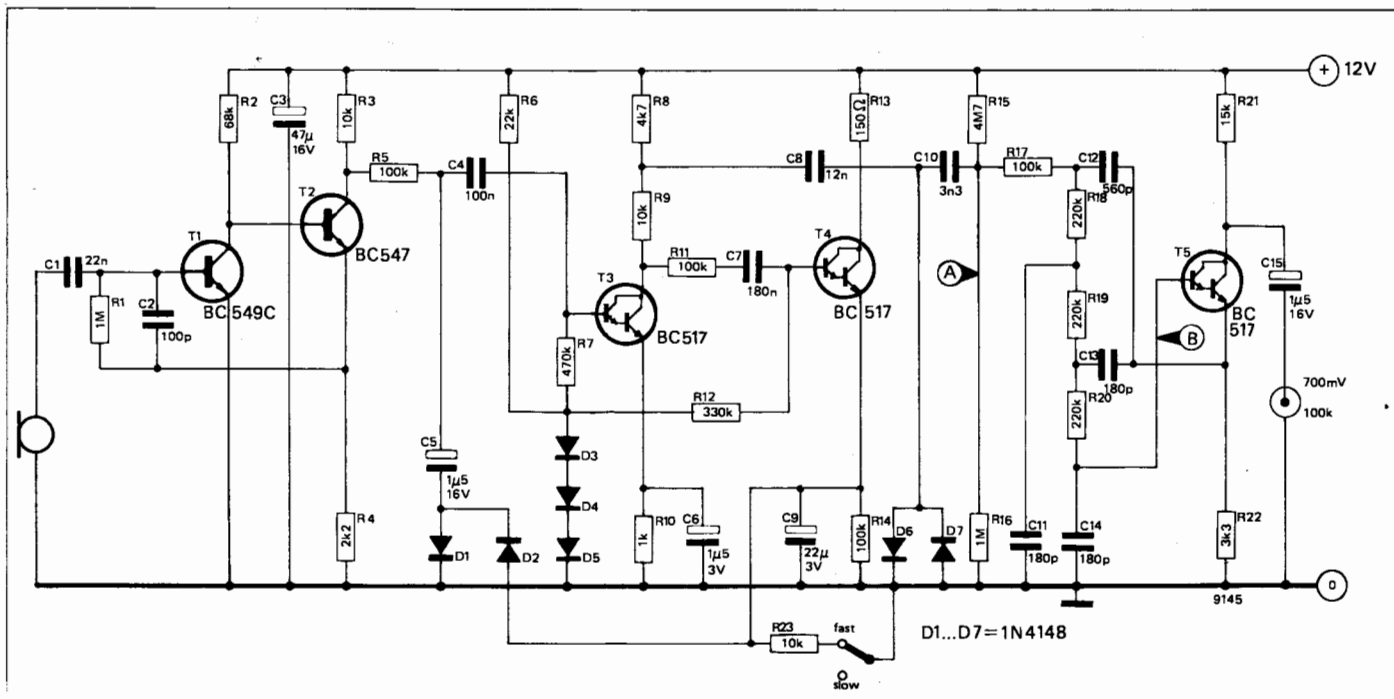 + 12V
R2
68k
C3
47µ
16V
R3
10k
R6
22k
R8
4k7
R13
150Ω
R15
4M7
R21
15k
R5
100k
C4
100n
C8
12n
C10
3n3
R17
100k
C12
560p
R18
220k
T2
BC547
R9
10k
T4
BC
517
T1
BC549C
C1
22n
R1
1M
C2
100p
T3
BC517
R11
100k
C7
180n
A
R19
220k
T5
BC
517
B
C15
1µ5
16V
R7
470k
R12
330k
C13
180p
R20
220k
700mV
100k
C5
1µ5
16V
D3
D4
D5
R4
2k2
D1
D2
R10
1k
C6
1µ5
3V
C9
22µ
3V
R14
100k
D6
D7
R16
1M
C11
180p
C14
180p
R22
3k3
0
9145
R23
10k
fast
slow
D1...D7=1N4148